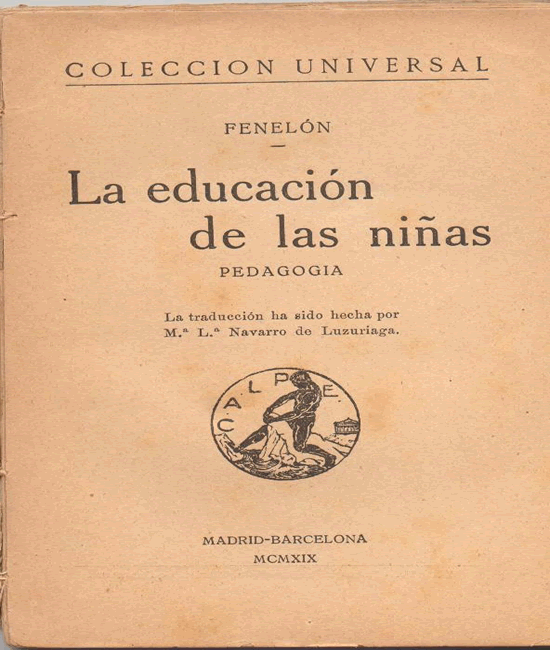 COLECCION UNIVERSAL
FENELÓN
La educación
de las niñas
PEDAGOGIA
La traducción ha sido hecha por
M.ª L.ª Navarro de Luzuriaga.
CALPE
MADRID-BARCELONA
MCMXIX